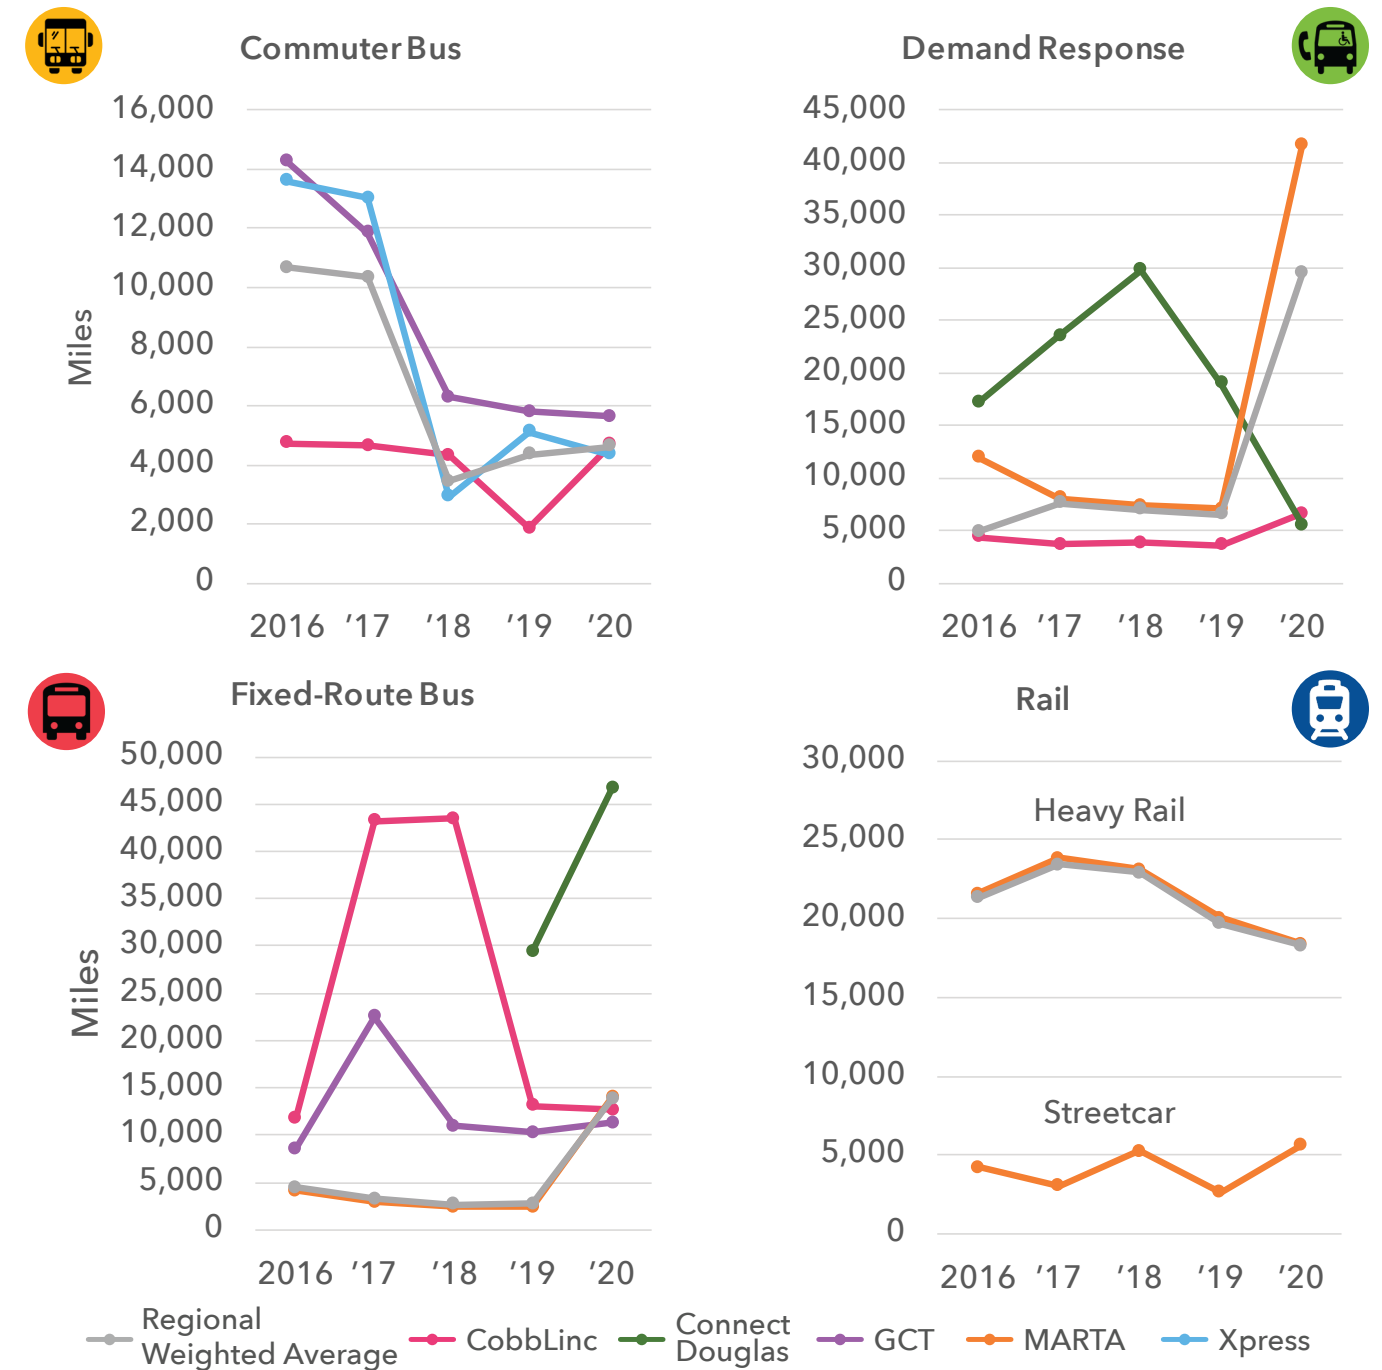 Commuter Bus
16,000
14,000
12,000
10,000
8,000
6,000
4,000
2,000
0
Miles
2016 ’17 ’18 ’19 ’20
Demand Response
45,000
40,000
35,000
30,000
25,000
20,000
15,000
10,000
5,000
0
2016 ’17 ’18 ’19 ’20
Fixed-Route Bus
50,000
45,000
40,000
35,000
30,000
25,000
20,000
15,000
10,000
5,000
0
Miles
2016 ’17 ’18 ’19 ’20
Rail
30,000
25,000
20,000
15,000
10,000
5,000
0
Heavy Rail
Streetcar
2016 ’17 ’18 ’19 ’20
Regional
Weighted Average
CobbLinc
Connect
Douglas
GCT
MARTA
Xpress